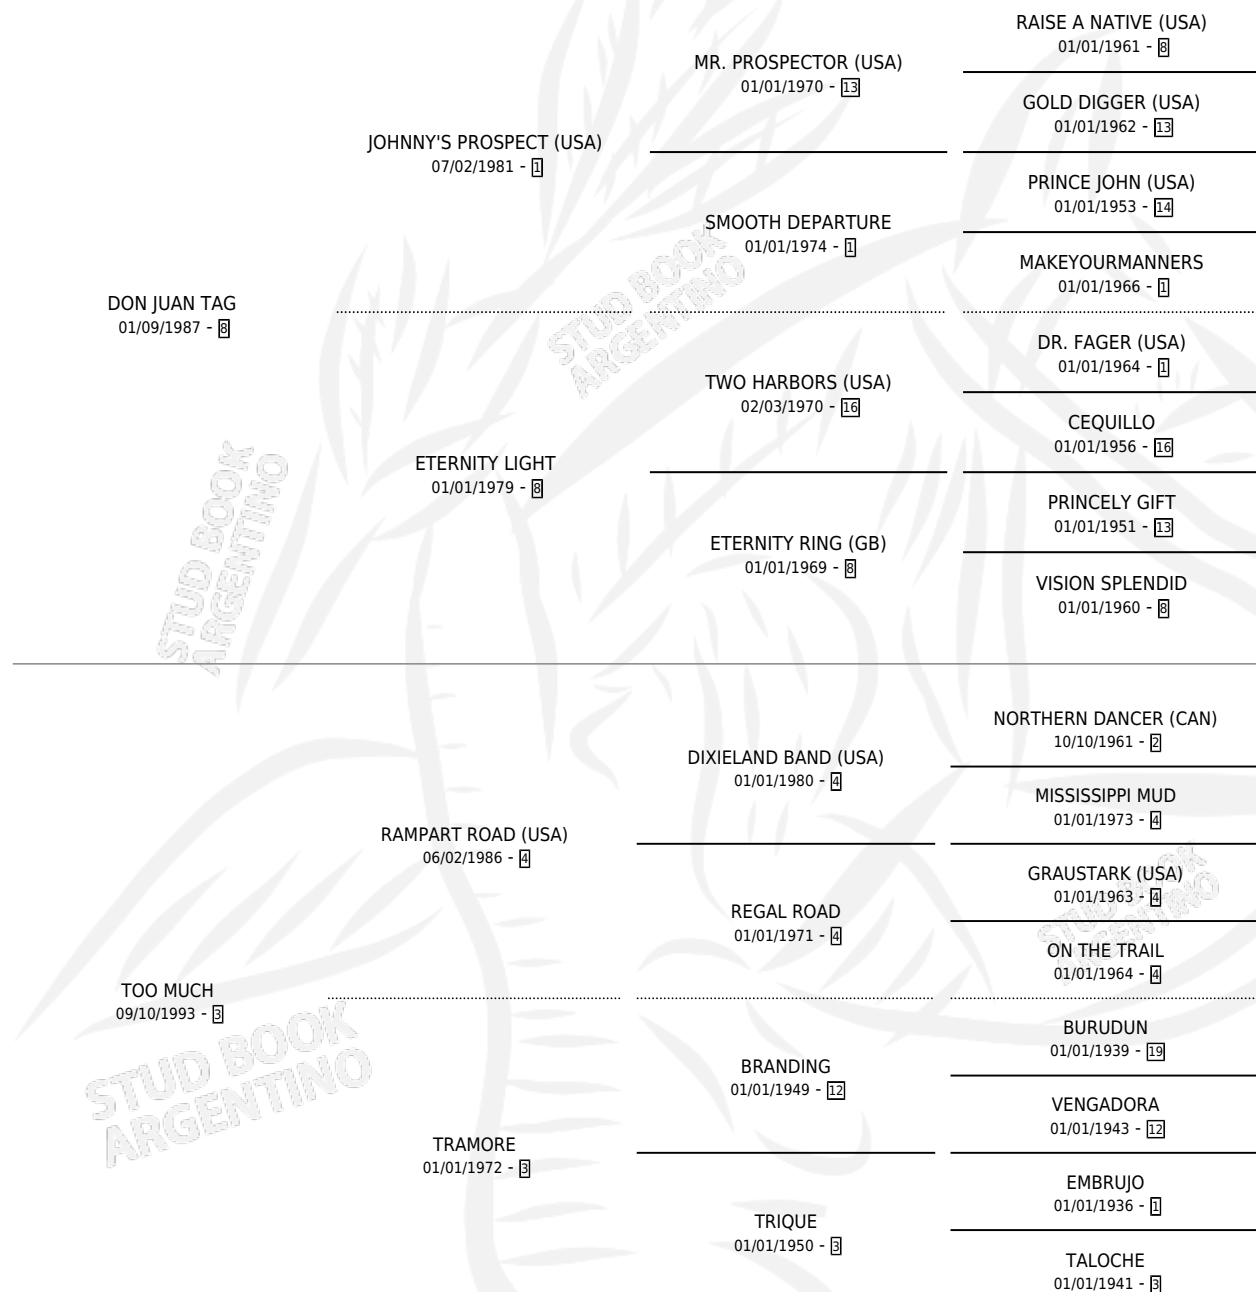 RAISE A NATIVE (USA)
01/01/1961 - 8
MR. PROSPECTOR (USA)
01/01/1970 - 13
GOLD DIGGER (USA)
01/01/1962 - 13
JOHNNY'S PROSPECT (USA)
07/02/1981 - 1
PRINCE JOHN (USA)
01/01/1953 - 14
SMOOTH DEPARTURE
01/01/1974 - 1
MAKEYOURMANNERS
01/01/1966 - 1
DON JUAN TAG
01/09/1987 - 8
DR. FAGER (USA)
01/01/1964 - 1
TWO HARBORS (USA)
02/03/1970 - 16
CEQUILLO
01/01/1956 - 16
ETERNITY LIGHT
01/01/1979 - 8
PRINCELY GIFT
01/01/1951 - 13
ETERNITY RING (GB)
01/01/1969 - 8
VISION SPLENDID
01/01/1960 - 8
NORTHERN DANCER (CAN)
10/10/1961 - 2
DIXIELAND BAND (USA)
01/01/1980 - 4
MISSISSIPPI MUD
01/01/1973 - 4
RAMPART ROAD (USA)
06/02/1986 - 4
GRAUSTARK (USA)
01/01/1963 - 4
REGAL ROAD
01/01/1971 - 4
ON THE TRAIL
01/01/1964 - 4
TOO MUCH
09/10/1993 - 3
BURUDUN
01/01/1939 - 19
BRANDING
01/01/1949 - 12
VENGADORA
01/01/1943 - 12
TRAMORE
01/01/1972 - 3
EMBRUJO
01/01/1936 - 1
TRIQUE
01/01/1950 - 3
TALOCHE
01/01/1941 - 3
STUD BOOK
ARGENTINO
STUD BOOK
ARGENTINO
STUD BOOK
ARGENTINO
STUD BOOK
ARGENTINO